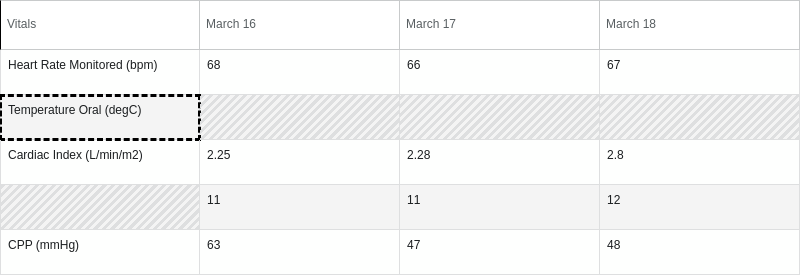 Vitals March 16 March 17 March 18
Heart Rate Monitored (bpm) 68 66 67
Temperature Oral (degC)
Cardiac Index (L/min/m2) 2.25 2.28 2.8
11 11 12
CPP (mmHg) 63 47 48